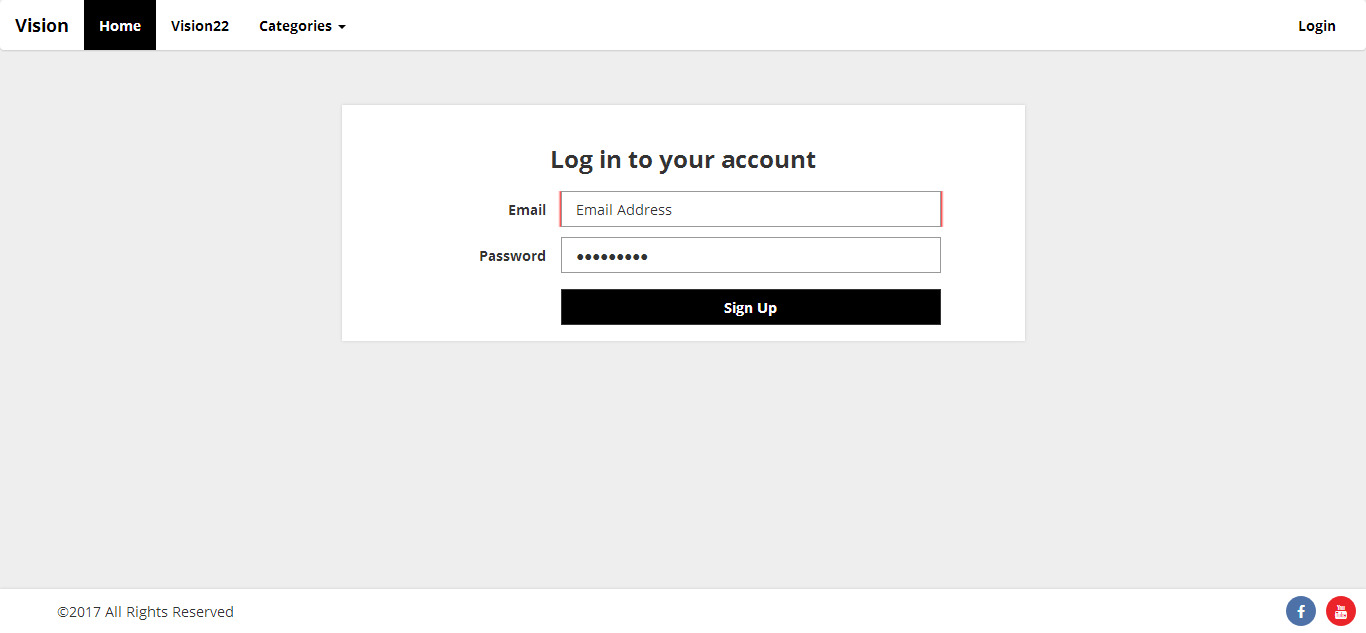 Vision Home Vision22 Categories Login
Log in to your account
Email Email Address
Password •••••••••
Sign Up
©2017 All Rights Reserved f You Tube